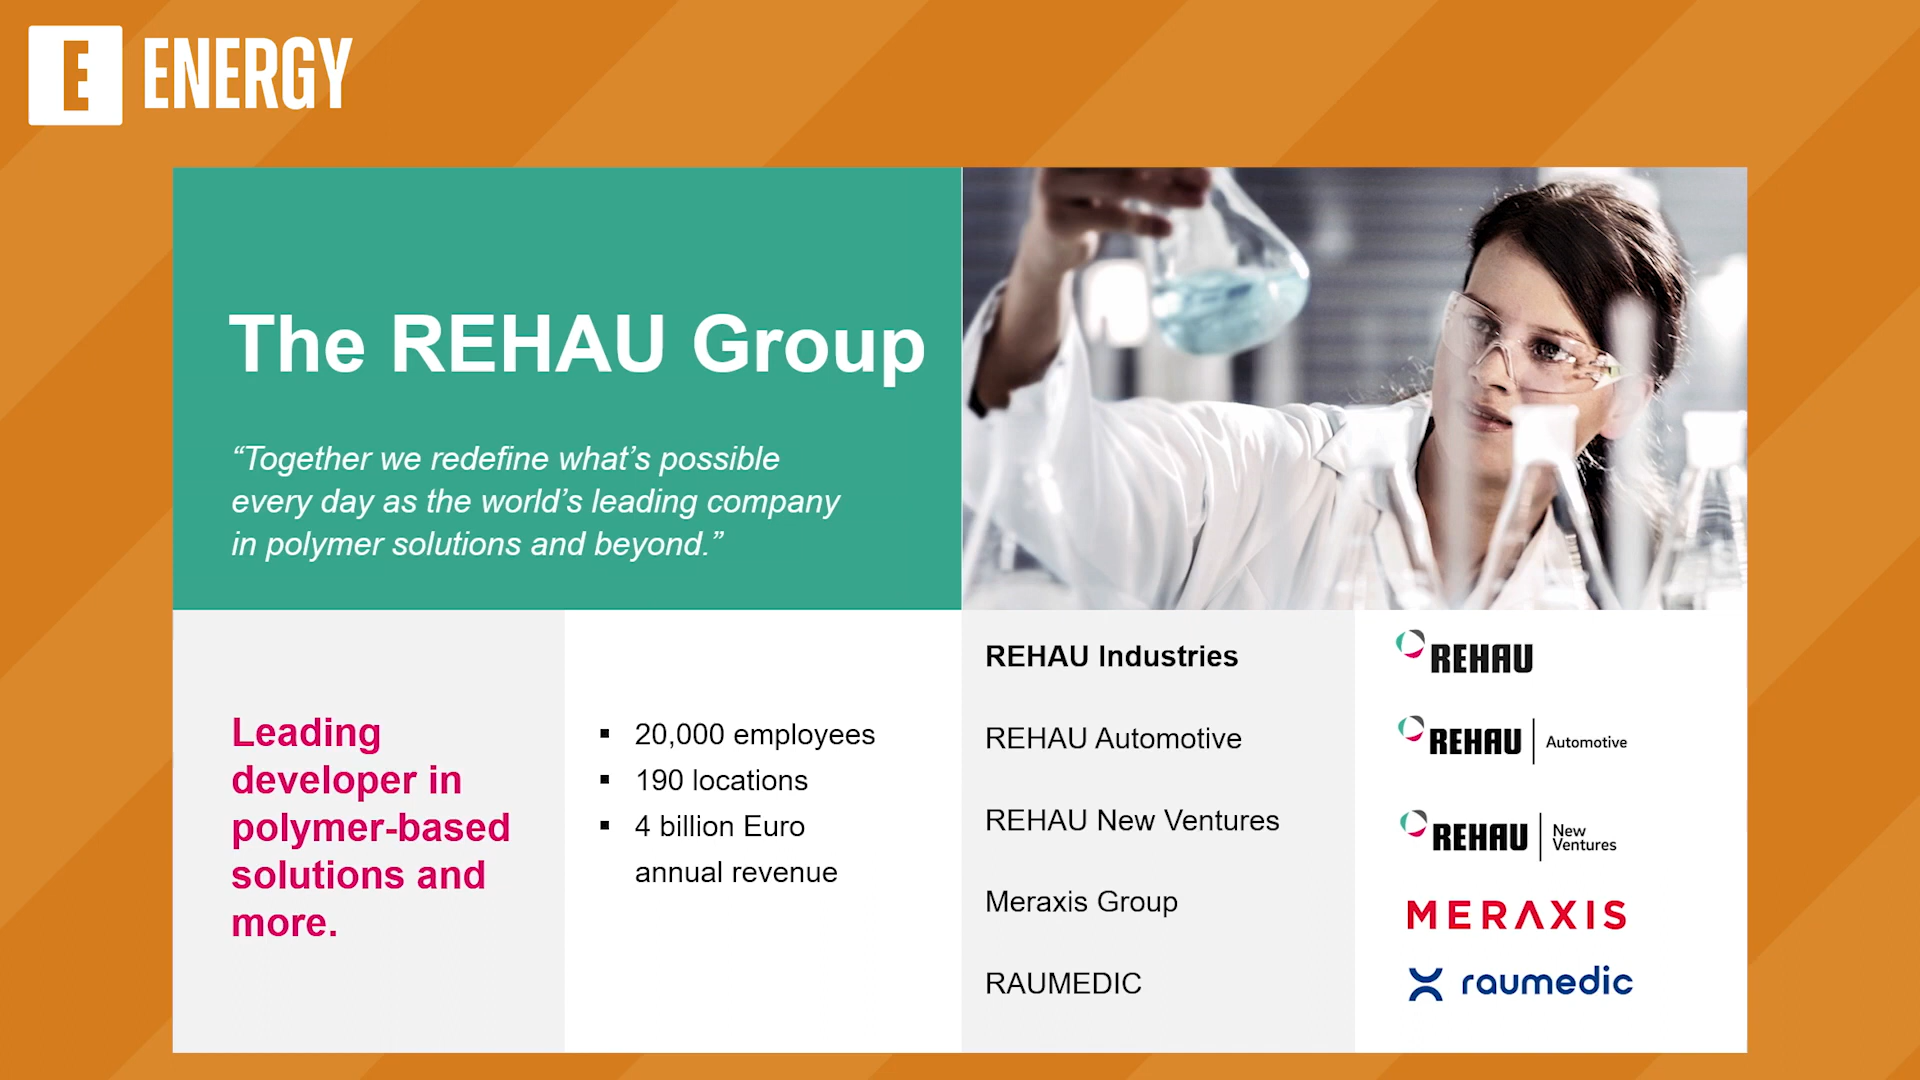 E ENERGY
The REHAU Group
“Together we redefine what’s possible
every day as the world’s leading company
in polymer solutions and beyond.”
Leading
developer in
polymer-based
solutions and
more.
▪ 20,000 employees
▪ 190 locations
▪ 4 billion Euro
annual revenue
REHAU Industries
REHAU Automotive
REHAU New Ventures
Meraxis Group
RAUMEDIC
REHAU
REHAU Automotive
REHAU New
Ventures
MERAXIS
raumedic